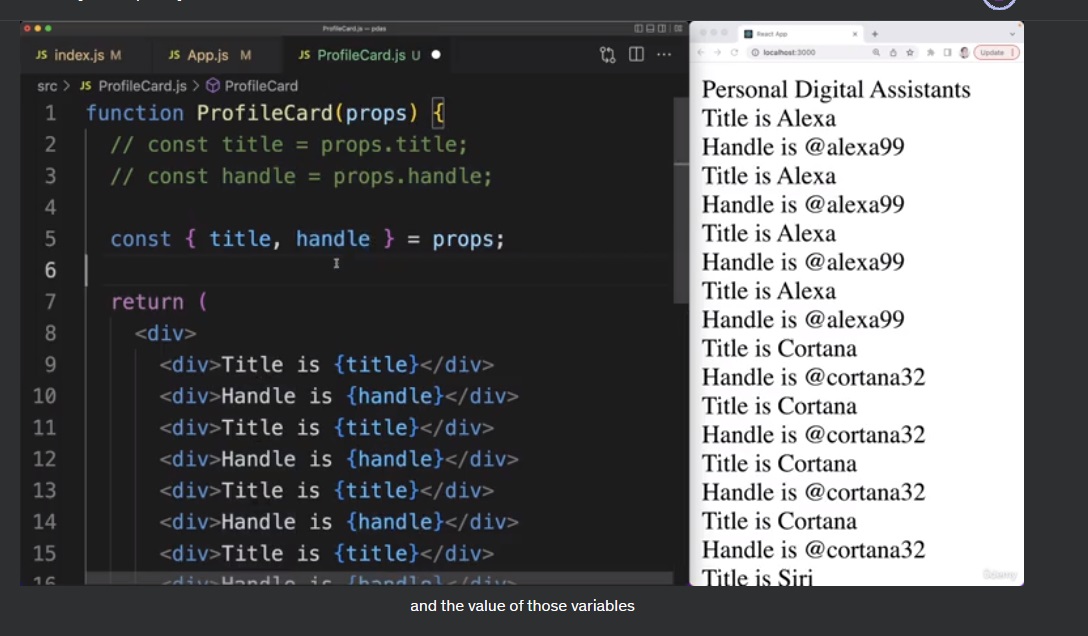 ProfileCard.js — pdas
JS index.js M
JS App.js M
JS ProfileCard.js U
src > JS ProfileCard.js > ProfileCard
1 function ProfileCard(props) {
2 // const title = props.title;
3 // const handle = props.handle;
4
5 const { title, handle } = props;
6
7 return (
8 <div>
9 <div>Title is {title}</div>
10 <div>Handle is {handle}</div>
11 <div>Title is {title}</div>
12 <div>Handle is {handle}</div>
13 <div>Title is {title}</div>
14 <div>Handle is {handle}</div>
15 <div>Title is {title}</div>
16 <div>Handle is {handle}</div>
React App
localhost:3000
Update
Personal Digital Assistants
Title is Alexa
Handle is @alexa99
Title is Alexa
Handle is @alexa99
Title is Alexa
Handle is @alexa99
Title is Alexa
Handle is @alexa99
Title is Cortana
Handle is @cortana32
Title is Cortana
Handle is @cortana32
Title is Cortana
Handle is @cortana32
Title is Cortana
Handle is @cortana32
Title is Siri
Udemy
and the value of those variables